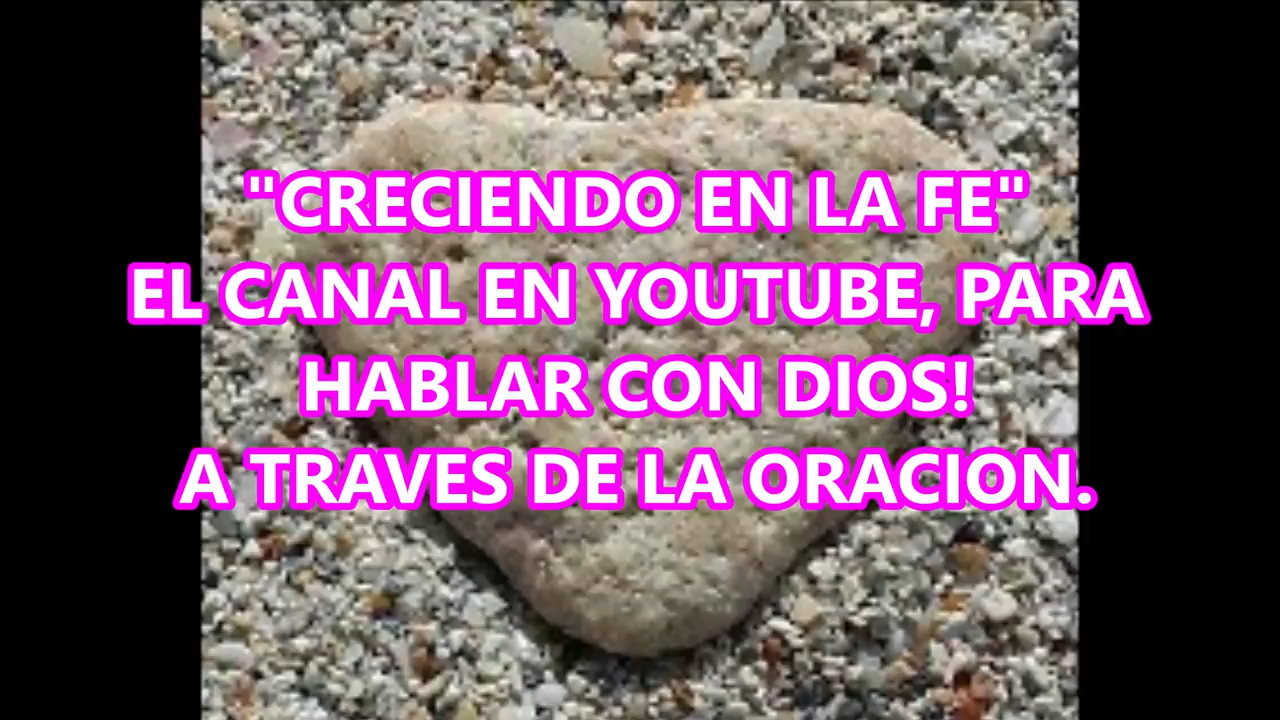 "CRECIENDO EN LA FE"
EL CANAL EN YOUTUBE, PARA
HABLAR CON DIOS!
A TRAVES DE LA ORACION.